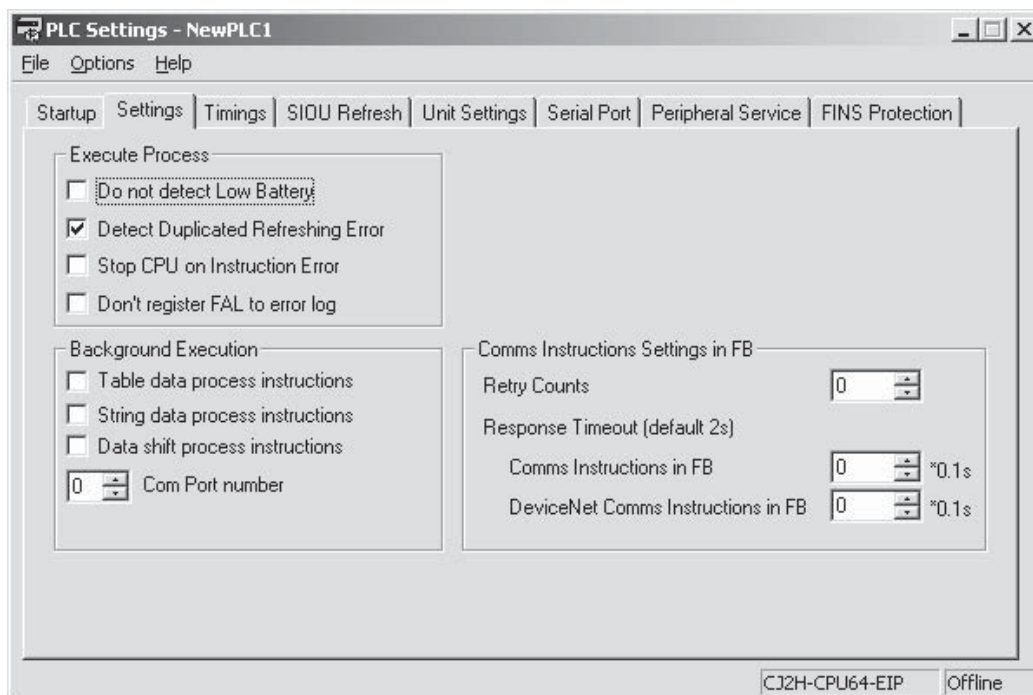 PLC Settings - NewPLC1
File Options Help
Startup Settings Timings SIOU Refresh Unit Settings Serial Port Peripheral Service FINS Protection
Execute Process
Do not detect Low Battery
Detect Duplicated Refreshing Error
Stop CPU on Instruction Error
Don't register FAL to error log
Background Execution
Table data process instructions
String data process instructions
Data shift process instructions
0 Com Port number
Comms Instructions Settings in FB
Retry Counts 0
Response Timeout (default 2s)
Comms Instructions in FB 0 *0.1s
DeviceNet Comms Instructions in FB 0 *0.1s
CJ2H-CPU64-EIP Offline